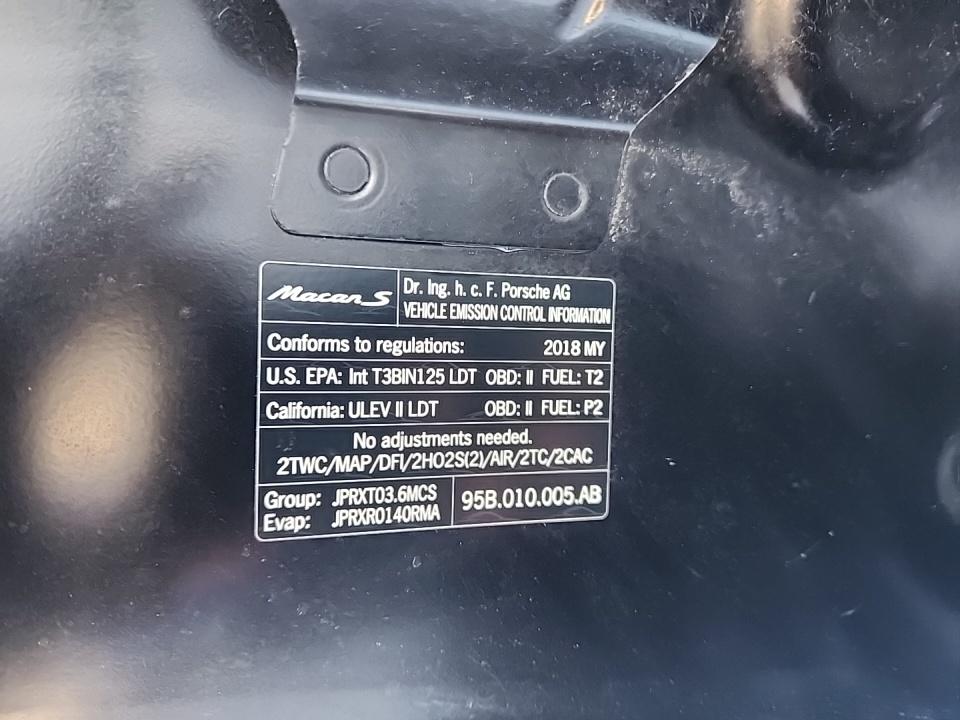 Macan S
Dr. Ing. h. c. F. Porsche AG
VEHICLE EMISSION CONTROL INFORMATION
Conforms to regulations: 2018 MY
U.S. EPA: Int T3BIN125 LDT OBD: II FUEL: T2
California: ULEV II LDT OBD: II FUEL: P2
No adjustments needed.
2TWC/MAP/DFI/2HO2S(2)/AIR/2TC/2CAC
Group: JPRXT03.6MCS
Evap: JPRXR0140RMA
95B.010.005.AB